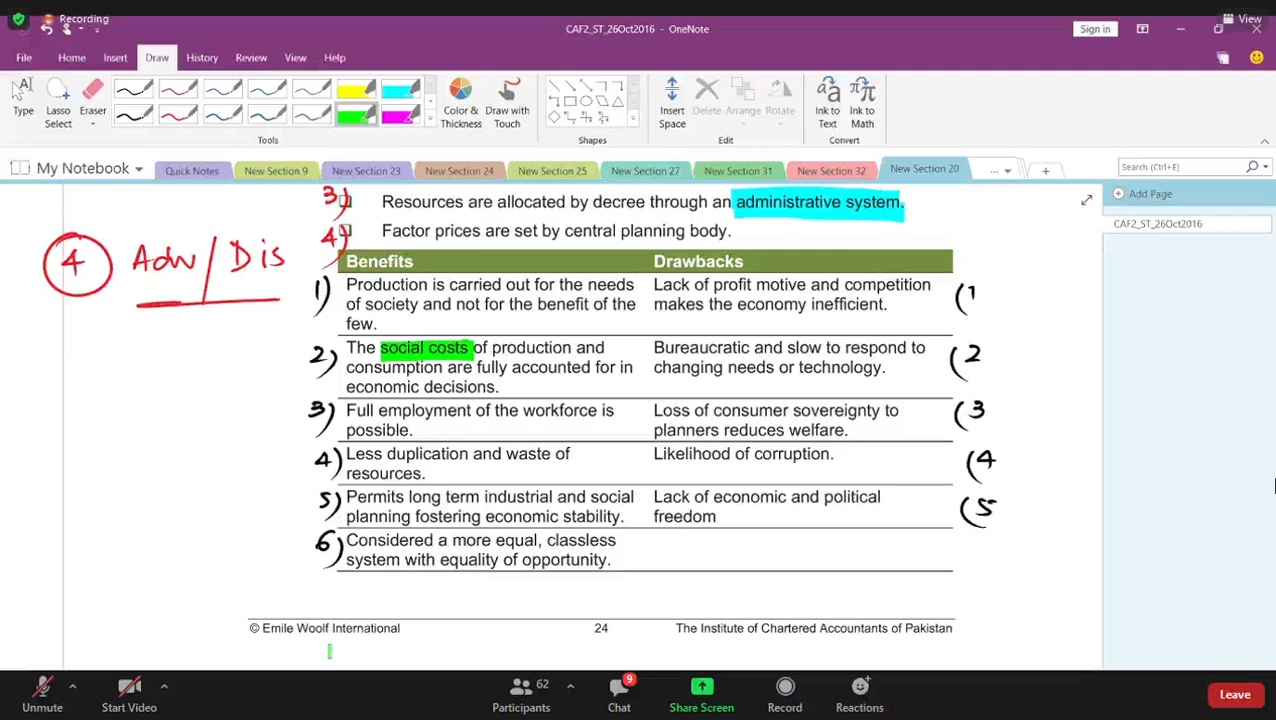 Recording
View
CAF2_ST_26Oct2016 - OneNote
Sign in
File Home Insert Draw History Review View Help
Type
Lasso Select
Eraser
Color & Thickness
Draw with Touch
Insert Space
Delete Arrange Rotate
Ink to Text
Ink to Math
Tools
Shapes
Edit
Convert
My Notebook
Quick Notes New Section 9 New Section 23 New Section 24 New Section 25 New Section 27 New Section 31 New Section 32 New Section 20 ... +
Search (Ctrl+E)
Add Page
CAF2_ST_26Oct2016
3) Resources are allocated by decree through an administrative system.
4) Factor prices are set by central planning body.
4 Adv/Dis
Benefits Drawbacks
1) Production is carried out for the needs of society and not for the benefit of the few.
Lack of profit motive and competition makes the economy inefficient. (1
2) The social costs of production and consumption are fully accounted for in economic decisions.
Bureaucratic and slow to respond to changing needs or technology. (2
3) Full employment of the workforce is possible.
Loss of consumer sovereignty to planners reduces welfare. (3
4) Less duplication and waste of resources.
Likelihood of corruption. (4
5) Permits long term industrial and social planning fostering economic stability.
Lack of economic and political freedom (5
6) Considered a more equal, classless system with equality of opportunity.
© Emile Woolf International 24 The Institute of Chartered Accountants of Pakistan
Unmute
Start Video
62
Participants
9
Chat
Share Screen
Record
Reactions
Leave